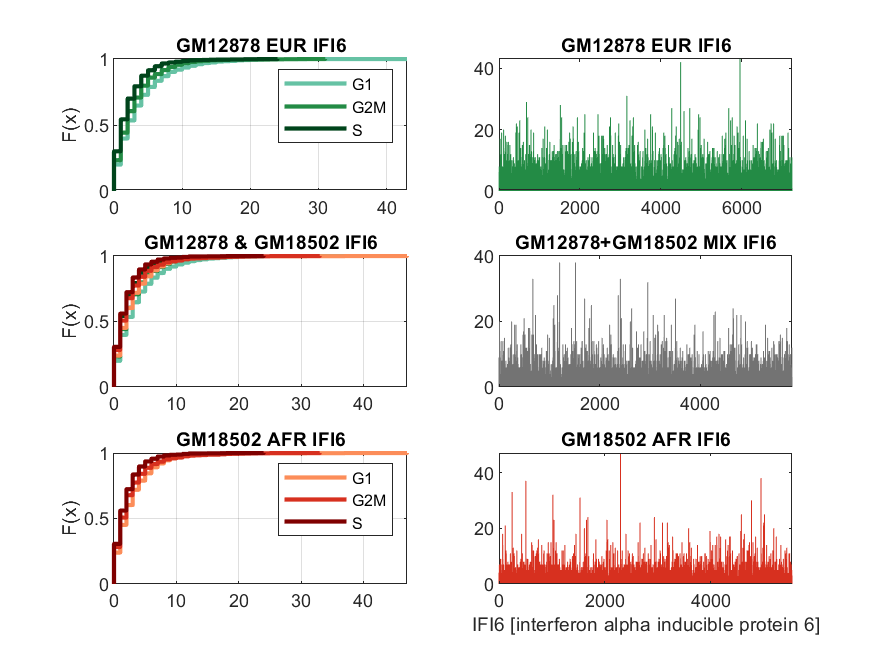 GM12878 EUR IFI6
F(x)
1
0.5
0
0 10 20 30 40
G1
G2M
S
GM12878 EUR IFI6
40
20
0
0 2000 4000 6000
GM12878 & GM18502 IFI6
F(x)
1
0.5
0
0 10 20 30 40
GM12878+GM18502 MIX IFI6
40
20
0
0 2000 4000
GM18502 AFR IFI6
F(x)
1
0.5
0
0 10 20 30 40
G1
G2M
S
GM18502 AFR IFI6
40
20
0
0 2000 4000
IFI6 [interferon alpha inducible protein 6]